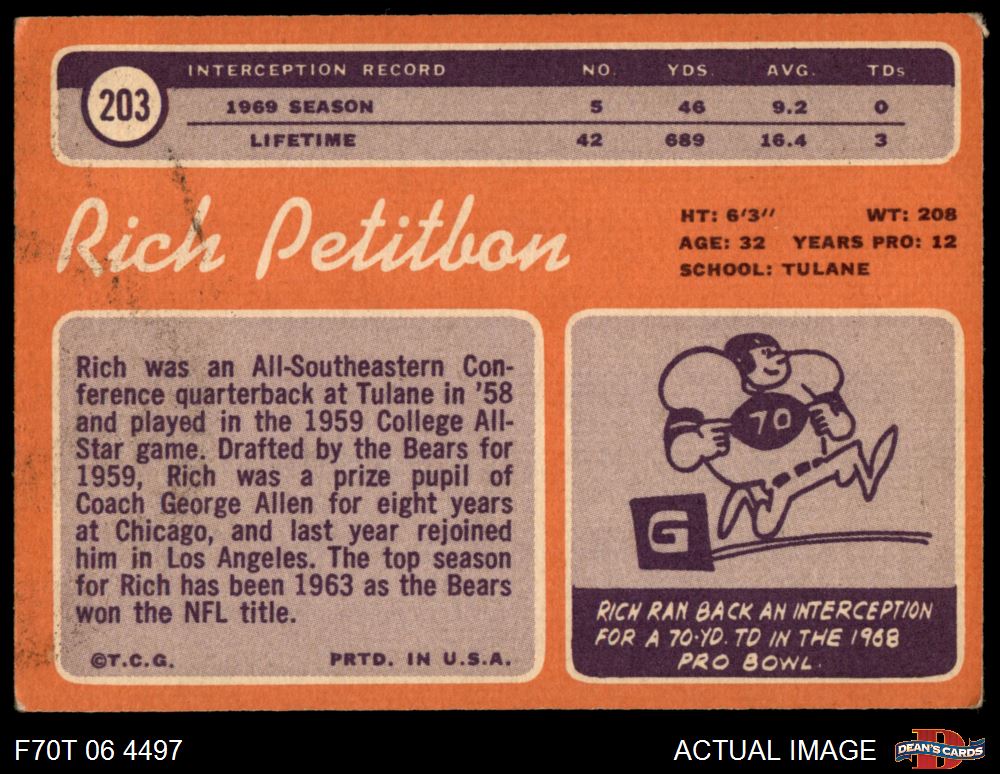 203
INTERCEPTION RECORD NO. YDS. AVG. TDs
1969 SEASON 5 46 9.2 0
LIFETIME 42 689 16.4 3
Rich Petitbon
HT: 6'3" WT: 208
AGE: 32 YEARS PRO: 12
SCHOOL: TULANE
Rich was an All-Southeastern Con-
ference quarterback at Tulane in '58
and played in the 1959 College All-
Star game. Drafted by the Bears for
1959, Rich was a prize pupil of
Coach George Allen for eight years
at Chicago, and last year rejoined
him in Los Angeles. The top season
for Rich has been 1963 as the Bears
won the NFL title.
©T.C.G. PRTD. IN U.S.A.
70
G
RICH RAN BACK AN INTERCEPTION
FOR A 70-YD. TD IN THE 1968
PRO BOWL.
F70T 06 4497
ACTUAL IMAGE
D
DEAN'S CARDS